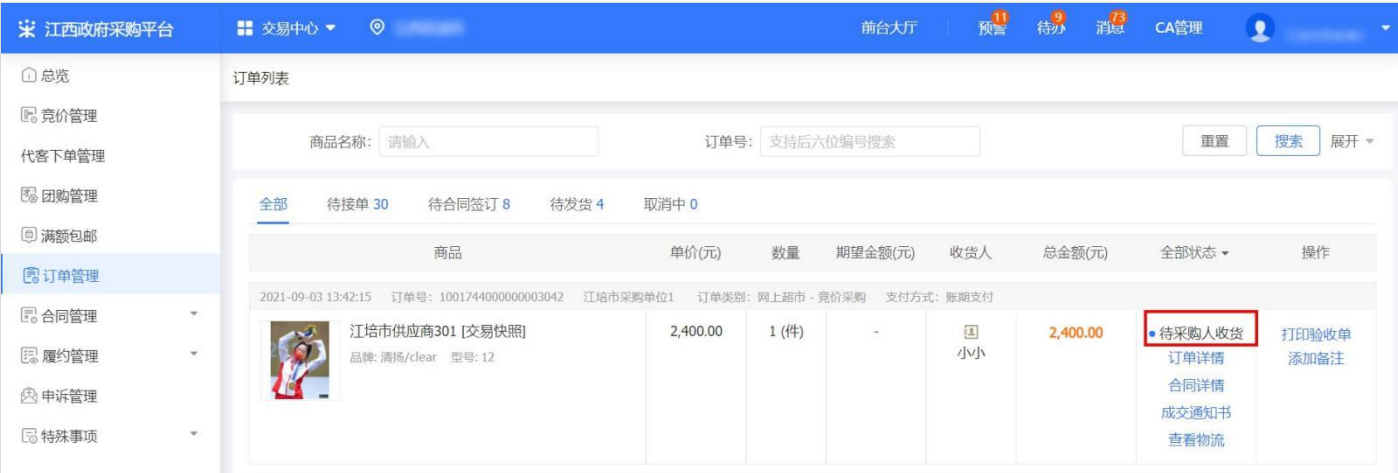 江西政府采购平台 交易中心 前台大厅 预警 11 待办 9 消息 73 CA管理
总览
竞价管理
代客下单管理
团购管理
满额包邮
订单管理
合同管理
履约管理
申诉管理
特殊事项
订单列表
商品名称: 请输入 订单号: 支持后六位编号搜索 重置 搜索 展开
全部 待接单 30 待合同签订 8 待发货 4 取消中 0
商品 单价(元) 数量 期望金额(元) 收货人 总金额(元) 全部状态 操作
2021-09-03 13:42:15 订单号: 1001744000000003042 江培市采购单位1 订单类别: 网上超市 - 竞价采购 支付方式: 账期支付
江培市供应商301 [交易快照] 2,400.00 1 (件) - 小小 2,400.00 待采购人收货 打印验收单
品牌: 清扬/clear 型号: 12 订单详情 添加备注
合同详情
成交通知书
查看物流